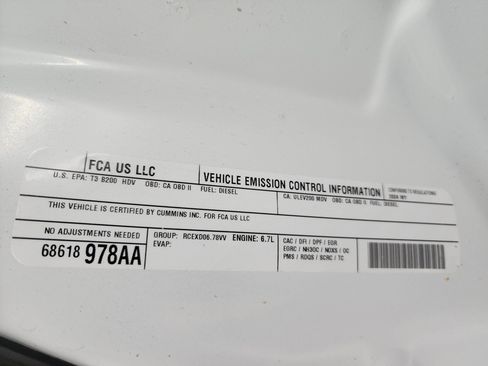 FCA US LLC
VEHICLE EMISSION CONTROL INFORMATION
CONFORMS TO REGULATIONS:
U.S. EPA: T3 B200 HDV OBD: CA OBD II FUEL: DIESEL
CA: ULEV200 MDV OBD: CA OBD II FUEL: DIESEL
THIS VEHICLE IS CERTIFIED BY CUMMINS INC. FOR FCA US LLC
NO ADJUSTMENTS NEEDED
68618 978AA
GROUP: RCEXD06.78VV ENGINE: 6.7L
EVAP:
CAC / DFI / DPF / EGR
EGRC / NH3OC / NOXS / OC
PMS / RDQS / SCRC / TC